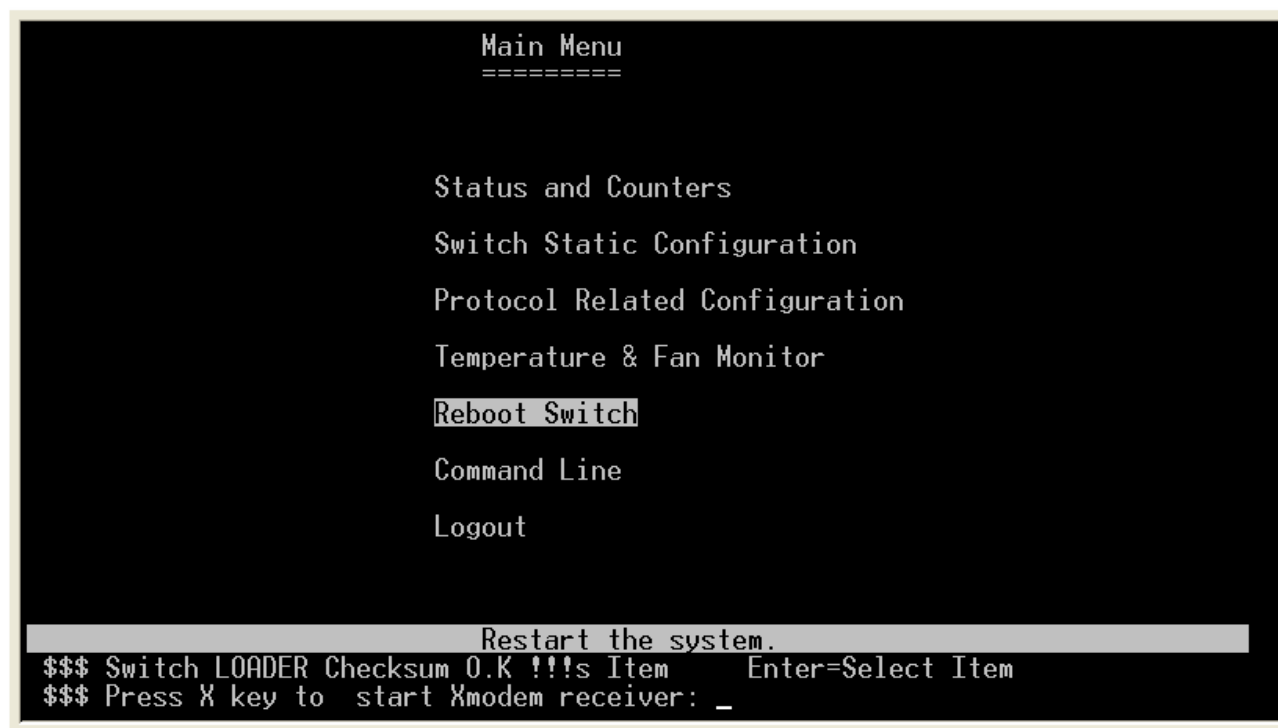 Main Menu
=========
Status and Counters
Switch Static Configuration
Protocol Related Configuration
Temperature & Fan Monitor
Reboot Switch
Command Line
Logout
Restart the system.
$$$ Switch LOADER Checksum O.K !!!s Item     Enter=Select Item
$$$ Press X key to  start Xmodem receiver: _